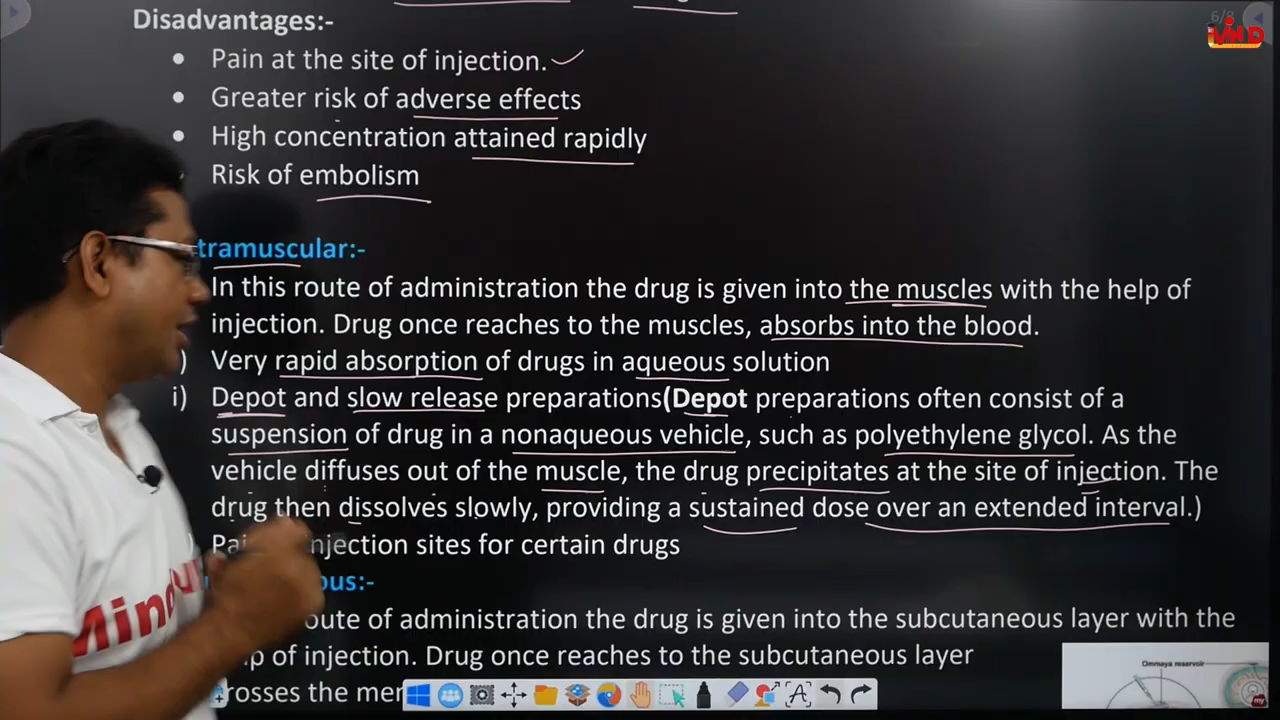 6/8
Disadvantages:-
• Pain at the site of injection.
• Greater risk of adverse effects
• High concentration attained rapidly
Risk of embolism
tramuscular:-
In this route of administration the drug is given into the muscles with the help of
injection. Drug once reaches to the muscles, absorbs into the blood.
) Very rapid absorption of drugs in aqueous solution
i) Depot and slow release preparations(Depot preparations often consist of a
suspension of drug in a nonaqueous vehicle, such as polyethylene glycol. As the
vehicle diffuses out of the muscle, the drug precipitates at the site of injection. The
drug then dissolves slowly, providing a sustained dose over an extended interval.)
Pai njection sites for certain drugs
ous:-
oute of administration the drug is given into the subcutaneous layer with the
p of injection. Drug once reaches to the subcutaneous layer
rosses the mer
Ommaya reservoir
Mind